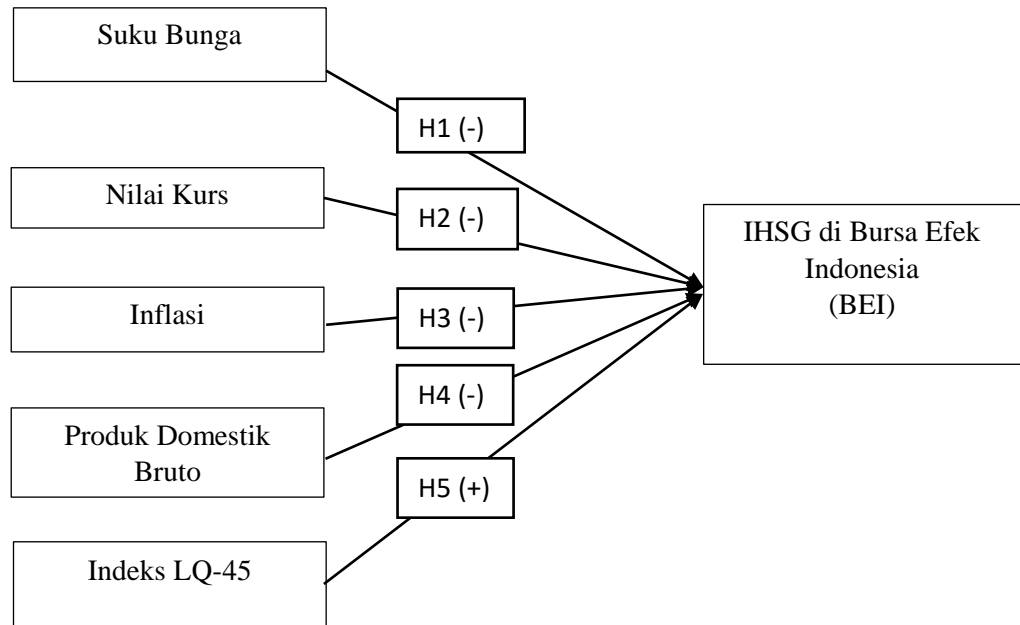 Suku Bunga
H1 (-)
Nilai Kurs
H2 (-)
IHSG di Bursa Efek
Indonesia
(BEI)
Inflasi
H3 (-)
H4 (-)
Produk Domestik
Bruto
H5 (+)
Indeks LQ-45